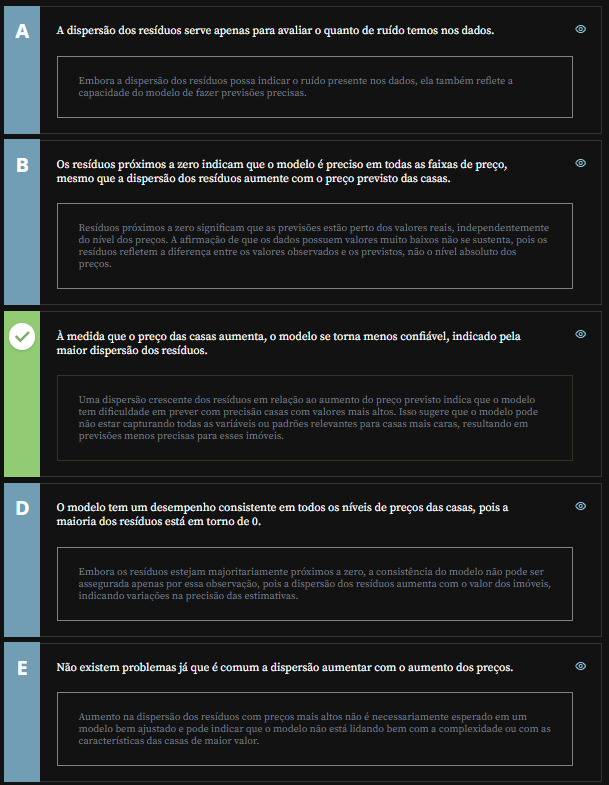 A
A dispersão dos resíduos serve apenas para avaliar o quanto de ruído temos nos dados.
Embora a dispersão dos resíduos possa indicar o ruído presente nos dados, ela também reflete a
capacidade do modelo de fazer previsões precisas.
B
Os resíduos próximos a zero indicam que o modelo é preciso em todas as faixas de preço,
mesmo que a dispersão dos resíduos aumente com o preço previsto das casas.
Resíduos próximos a zero significam que as previsões estão perto dos valores reais, independentemente
do nível dos preços. A afirmação de que os dados possuem valores muito baixos não se sustenta, pois os
resíduos refletem a diferença entre os valores observados e os previstos, não o nível absoluto dos
preços.
À medida que o preço das casas aumenta, o modelo se torna menos confiável, indicado pela
maior dispersão dos resíduos.
Uma dispersão crescente dos resíduos em relação ao aumento do preço previsto indica que o modelo
tem dificuldade em prever com precisão casas com valores mais altos. Isso sugere que o modelo pode
não estar capturando todas as variáveis ou padrões relevantes para casas mais caras, resultando em
previsões menos precisas para esses imóveis.
D
O modelo tem um desempenho consistente em todos os níveis de preços das casas, pois a
maioria dos resíduos está em torno de 0.
Embora os resíduos estejam majoritariamente próximos a zero, a consistência do modelo não pode ser
assegurada apenas por essa observação, pois a dispersão dos resíduos aumenta com o valor dos imóveis,
indicando variações na precisão das estimativas.
E
Não existem problemas já que é comum a dispersão aumentar com o aumento dos preços.
Aumento na dispersão dos resíduos com preços mais altos não é necessariamente esperado em um
modelo bem ajustado e pode indicar que o modelo não está lidando bem com a complexidade ou com as
características das casas de maior valor.